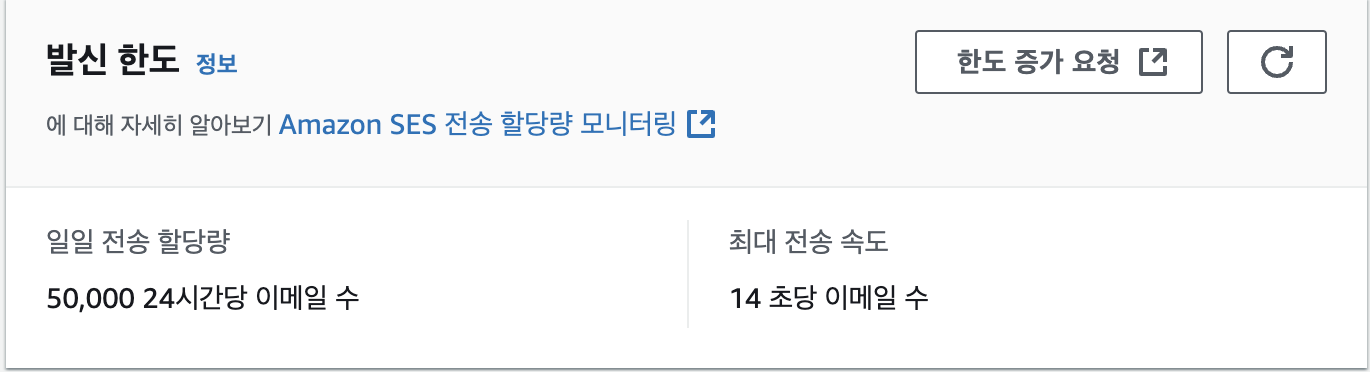 발신 한도 정보
한도 증가 요청
에 대해 자세히 알아보기 Amazon SES 전송 할당량 모니터링
일일 전송 할당량
50,000 24시간당 이메일 수
최대 전송 속도
14 초당 이메일 수